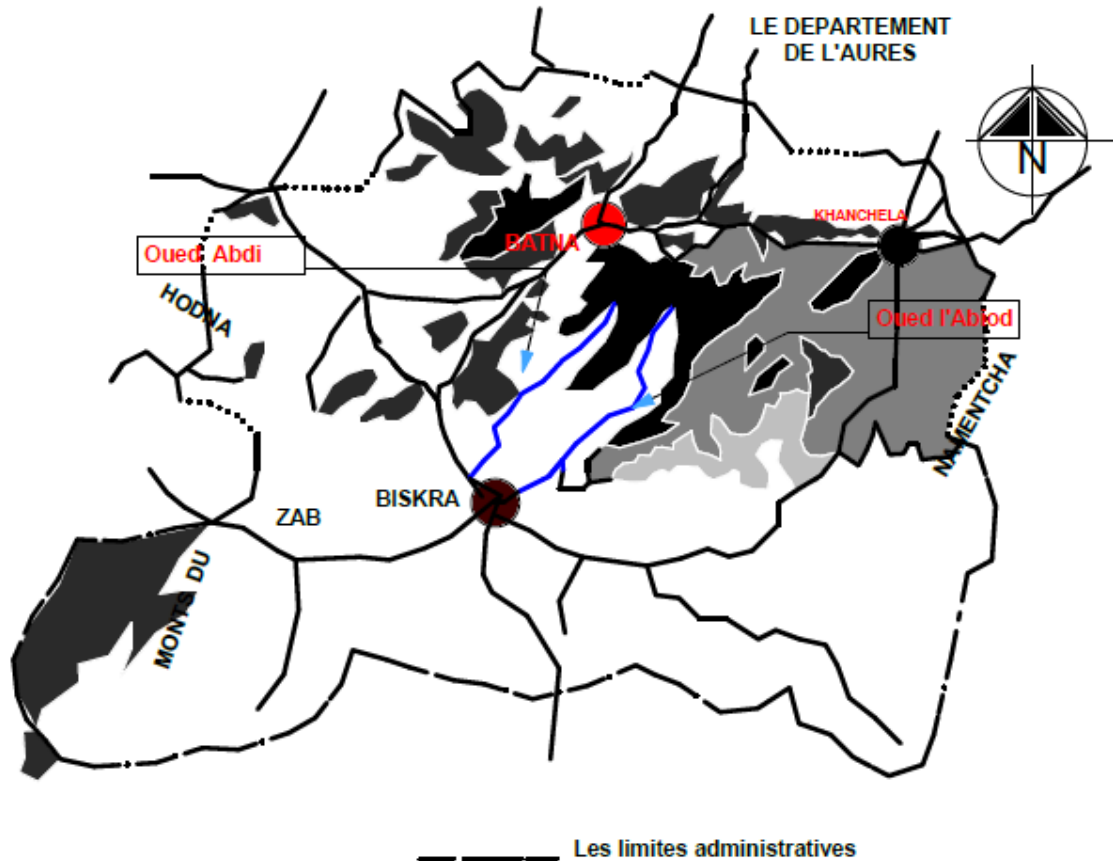 LE DEPARTEMENT
DE L'AURES
N
KHANCHELA
BATNA
Oued Abdi
HODNA
Oued l'Abiod
NAMENTCHA
BISKRA
ZAB
MONTS DU
Les limites administratives